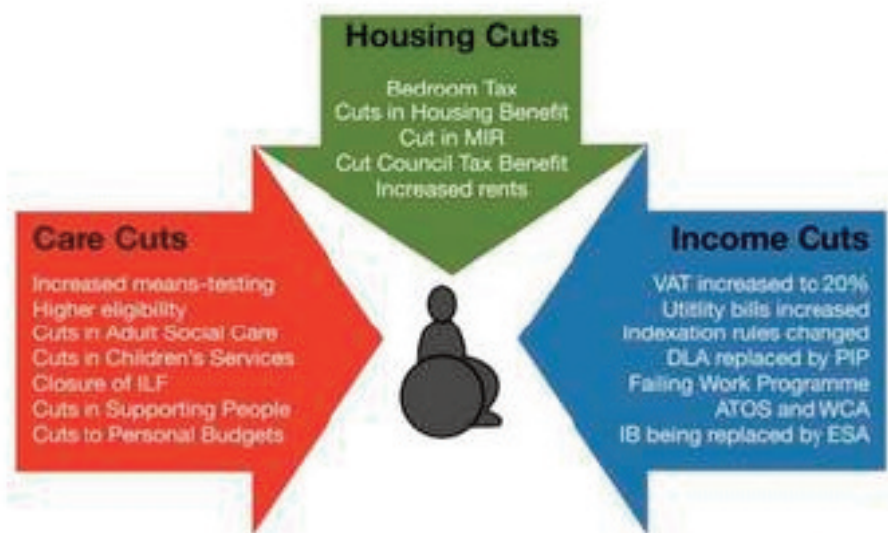 Housing Cuts
Bedroom Tax
Cuts in Housing Benefit
Cut in MIR
Cut Council Tax Benefit
Increased rents
Care Cuts
Increased means-testing
Higher eligibility
Cuts in Adult Social Care
Cuts in Children's Services
Closure of ILF
Cuts in Supporting People
Cuts to Personal Budgets
Income Cuts
VAT increased to 20%
Utitlity bills increased
Indexation rules changed
DLA replaced by PIP
Failing Work Programme
ATOS and WCA
IB being replaced by ESA